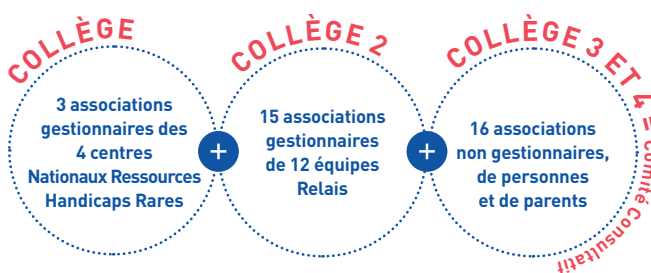 COLLÈGE
3 associations
gestionnaires des
4 centres
Nationaux Ressources
Handicaps Rares
+
COLLÈGE 2
15 associations
gestionnaires
de 12 équipes
Relais
+
COLLÈGE 3 ET 4 = Comité Consultatif
16 associations
non gestionnaires,
de personnes
et de parents